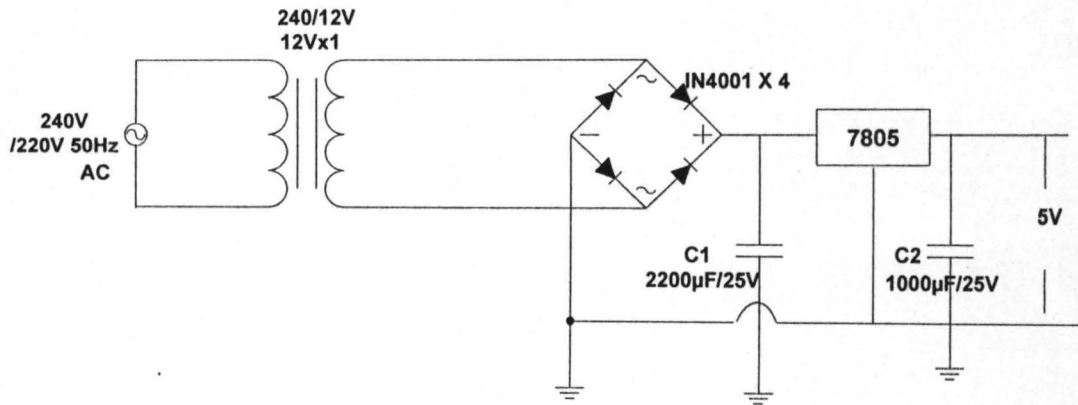 240/12V
12Vx1
IN4001 X 4
240V
/220V 50Hz
AC
~
−
+
~
7805
5V
C1
2200µF/25V
C2
1000µF/25V